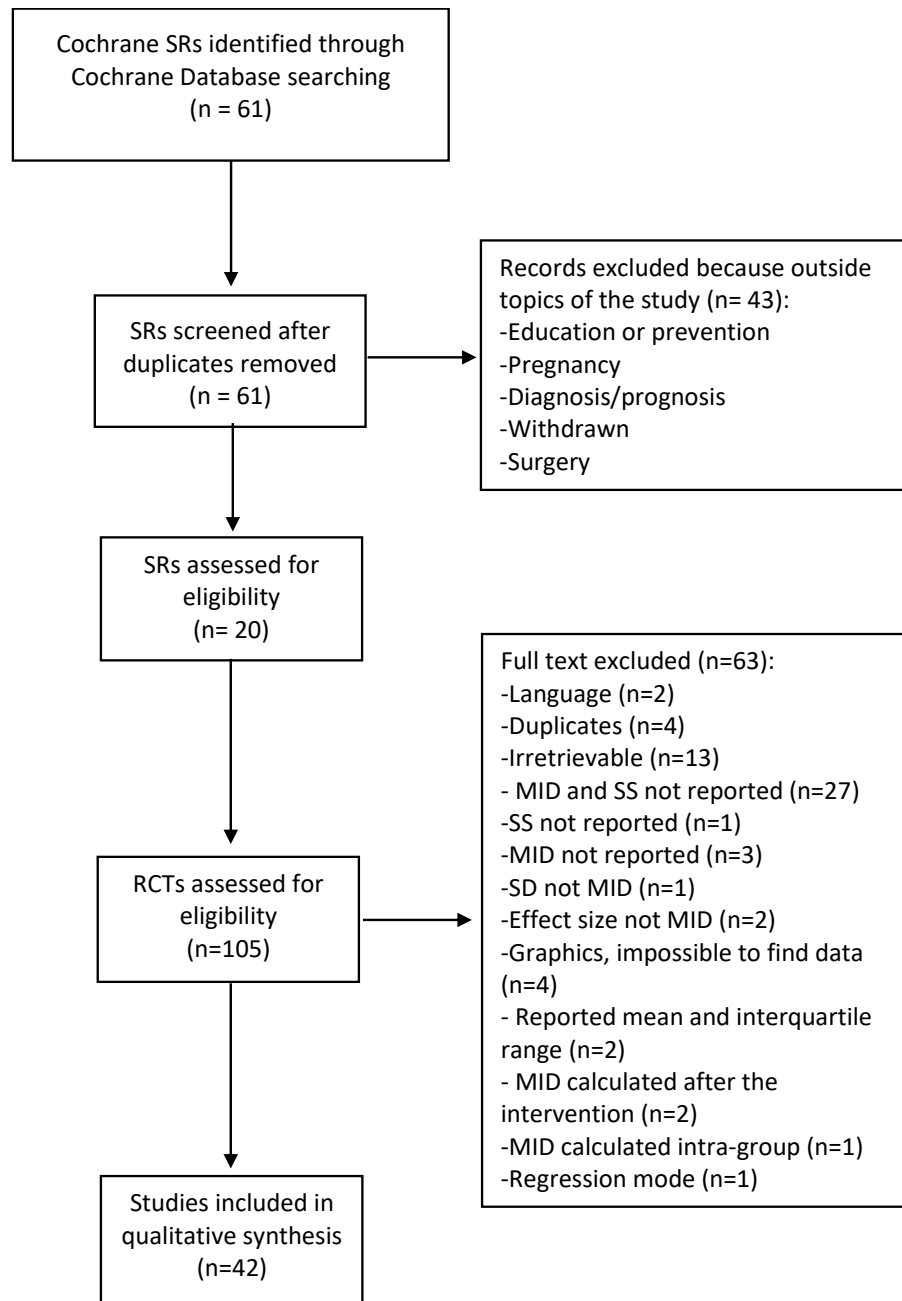 Cochrane SRs identified through
Cochrane Database searching
(n = 61)
SRs screened after
duplicates removed
(n = 61)
Records excluded because outside
topics of the study (n= 43):
-Education or prevention
-Pregnancy
-Diagnosis/prognosis
-Withdrawn
-Surgery
SRs assessed for
eligibility
(n= 20)
RCTs assessed for
eligibility
(n=105)
Full text excluded (n=63):
-Language (n=2)
-Duplicates (n=4)
-Irretrievable (n=13)
- MID and SS not reported (n=27)
-SS not reported (n=1)
-MID not reported (n=3)
-SD not MID (n=1)
-Effect size not MID (n=2)
-Graphics, impossible to find data
(n=4)
- Reported mean and interquartile
range (n=2)
- MID calculated after the
intervention (n=2)
-MID calculated intra-group (n=1)
-Regression mode (n=1)
Studies included in
qualitative synthesis
(n=42)